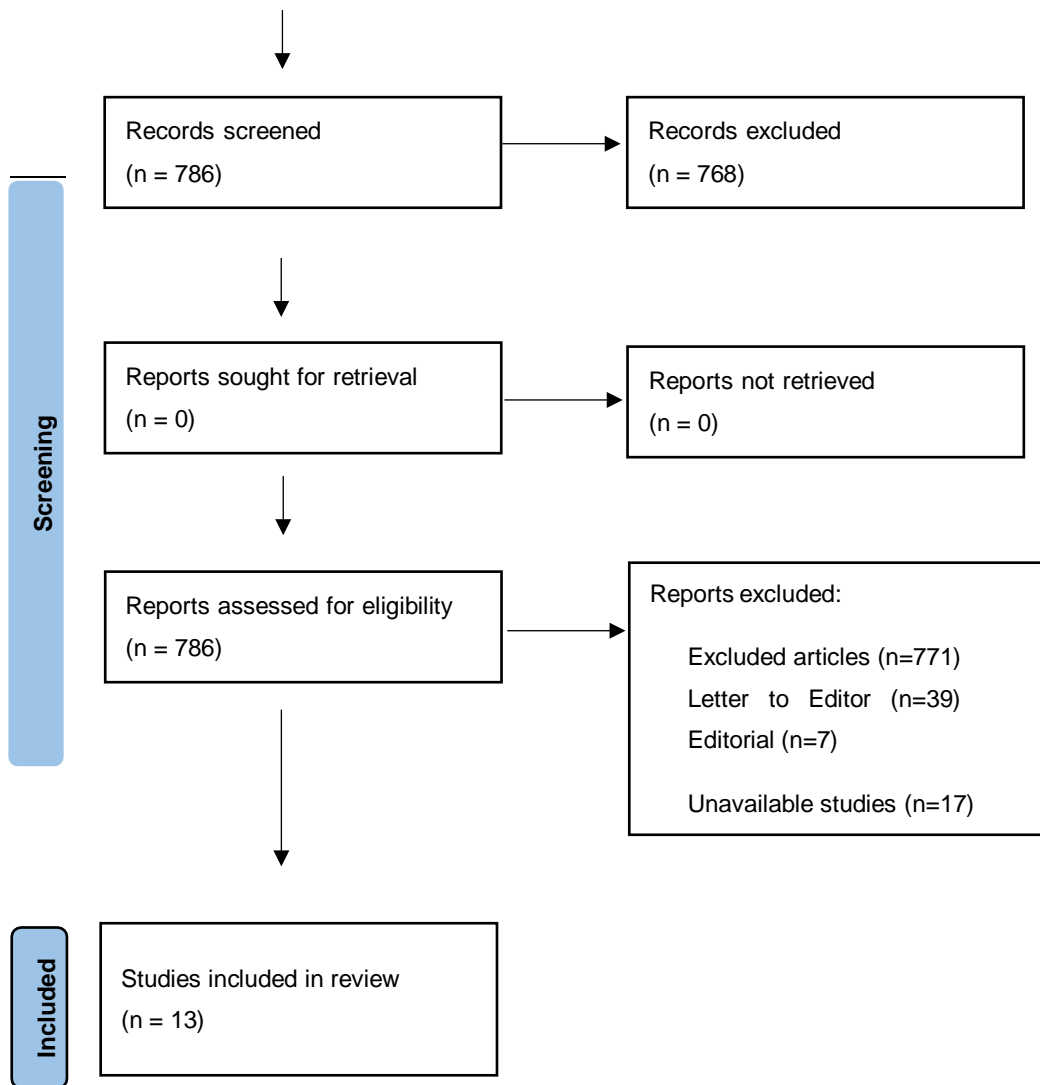 Records screened
(n = 786)
Records excluded
(n = 768)
Reports sought for retrieval
(n = 0)
Reports not retrieved
(n = 0)
Screening
Reports assessed for eligibility
(n = 786)
Reports excluded:
Excluded articles (n=771)
Letter to Editor (n=39)
Editorial (n=7)
Unavailable studies (n=17)
Included
Studies included in review
(n = 13)